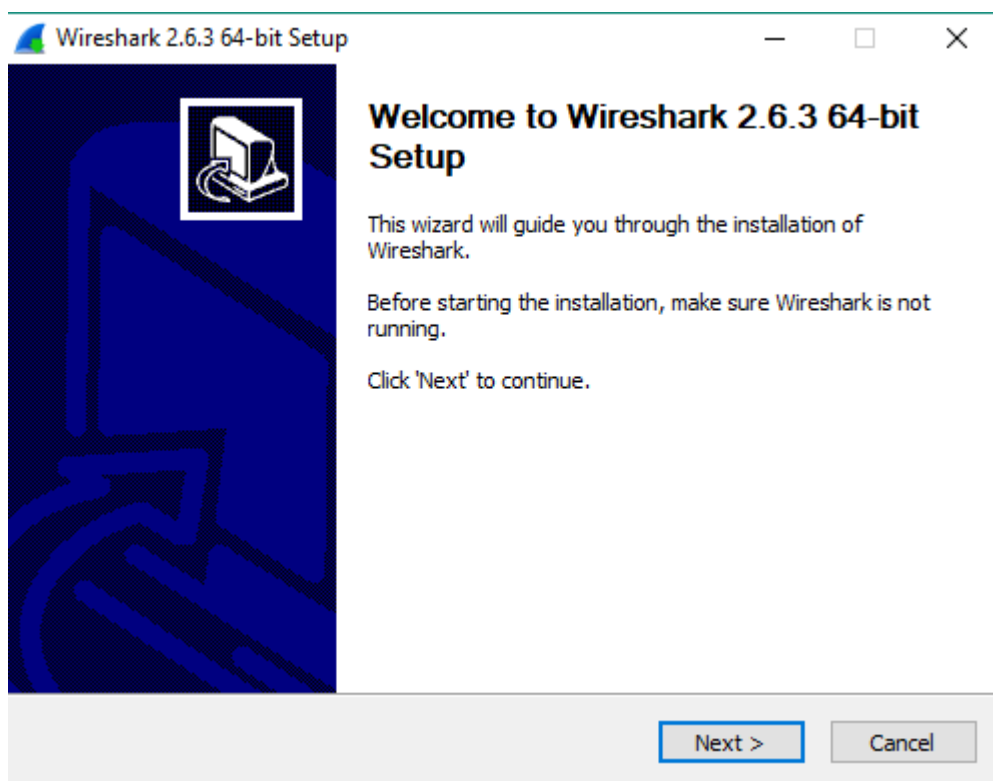 Wireshark 2.6.3 64-bit Setup
Welcome to Wireshark 2.6.3 64-bit
Setup
This wizard will guide you through the installation of
Wireshark.
Before starting the installation, make sure Wireshark is not
running.
Click 'Next' to continue.
Next >
Cancel